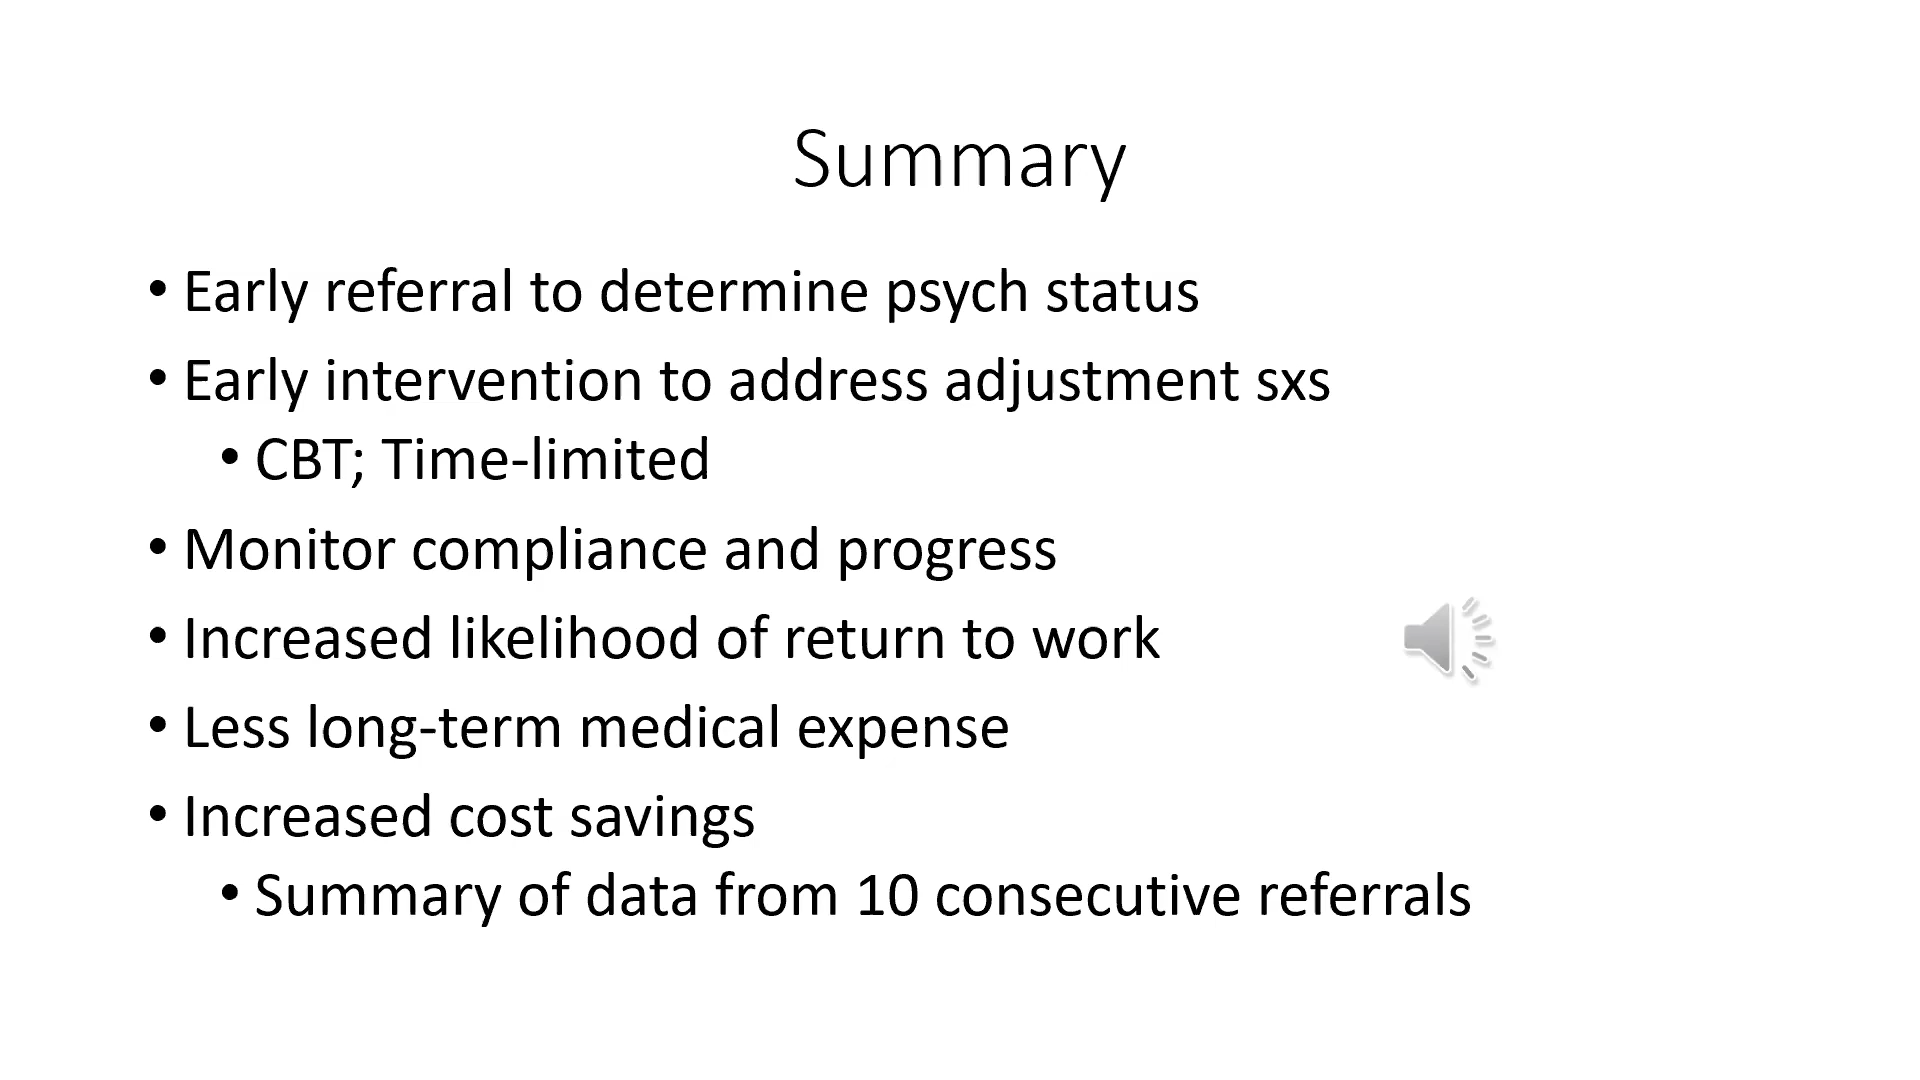 Summary
• Early referral to determine psych status
• Early intervention to address adjustment sxs
• CBT; Time-limited
• Monitor compliance and progress
• Increased likelihood of return to work
• Less long-term medical expense
• Increased cost savings
• Summary of data from 10 consecutive referrals